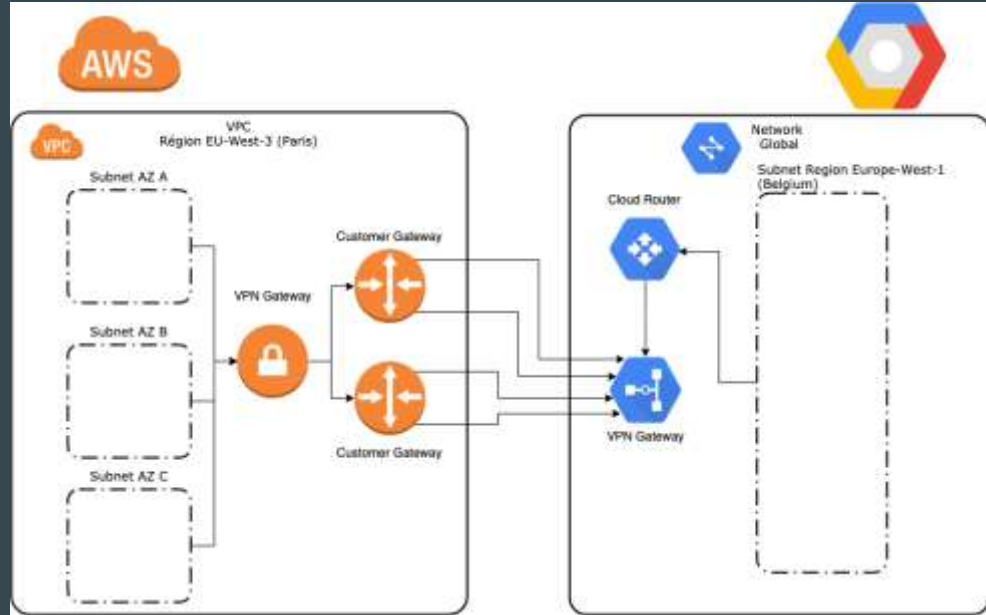 AWS
VPC
VPC
Région EU-West-3 (Paris)
Subnet AZ A
Subnet AZ B
Subnet AZ C
VPN Gateway
Customer Gateway
Customer Gateway
Network
Global
Subnet Region Europe-West-1
(Belgium)
Cloud Router
VPN Gateway